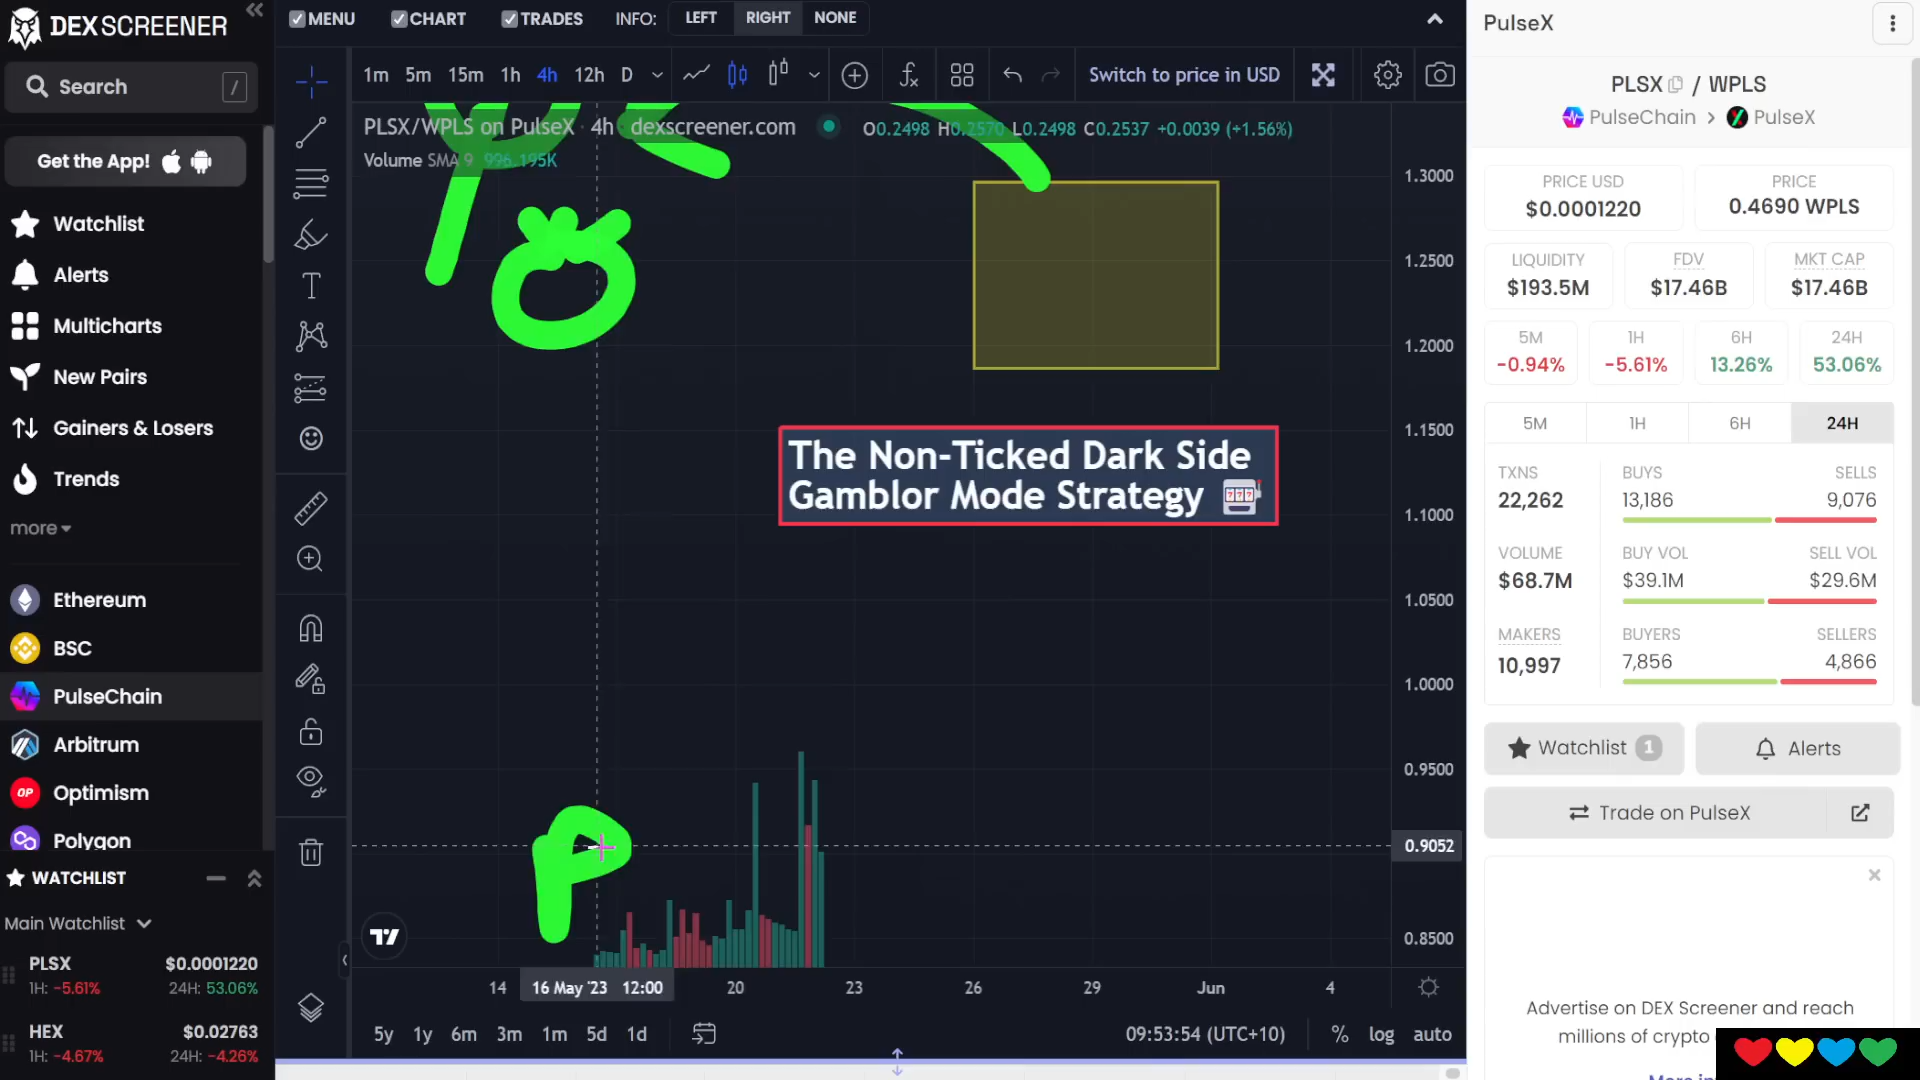 DEX SCREENER
Search /
Get the App!
Watchlist
Alerts
Multicharts
New Pairs
Gainers & Losers
Trends
more
Ethereum
BSC
PulseChain
Arbitrum
OP Optimism
Polygon
WATCHLIST
Main Watchlist
PLSX $0.0001220
1H: -5.61% 24H: 53.06%
HEX $0.02763
1H: -4.67% 24H: -4.26%
MENU CHART TRADES INFO: LEFT RIGHT NONE
1m 5m 15m 1h 4h 12h D Switch to price in USD
PLSX/WPLS on PulseX · 4h · dexscreener.com O0.2498 H0.2570 L0.2498 C0.2537 +0.0039 (+1.56%)
Volume SMA 9 996.195K
The Non-Ticked Dark Side
Gamblor Mode Strategy
P
1.3000
1.2500
1.2000
1.1500
1.1000
1.0500
1.0000
0.9500
0.9052
0.8500
14 16 May '23 12:00 20 23 26 29 Jun 4
5y 1y 6m 3m 1m 5d 1d 09:53:54 (UTC+10) % log auto
PulseX
PLSX / WPLS
PulseChain > PulseX
PRICE USD PRICE
$0.0001220 0.4690 WPLS
LIQUIDITY FDV MKT CAP
$193.5M $17.46B $17.46B
5M 1H 6H 24H
-0.94% -5.61% 13.26% 53.06%
5M 1H 6H 24H
TXNS BUYS SELLS
22,262 13,186 9,076
VOLUME BUY VOL SELL VOL
$68.7M $39.1M $29.6M
MAKERS BUYERS SELLERS
10,997 7,856 4,866
Watchlist 1 Alerts
Trade on PulseX
Advertise on DEX Screener and reach
millions of crypto